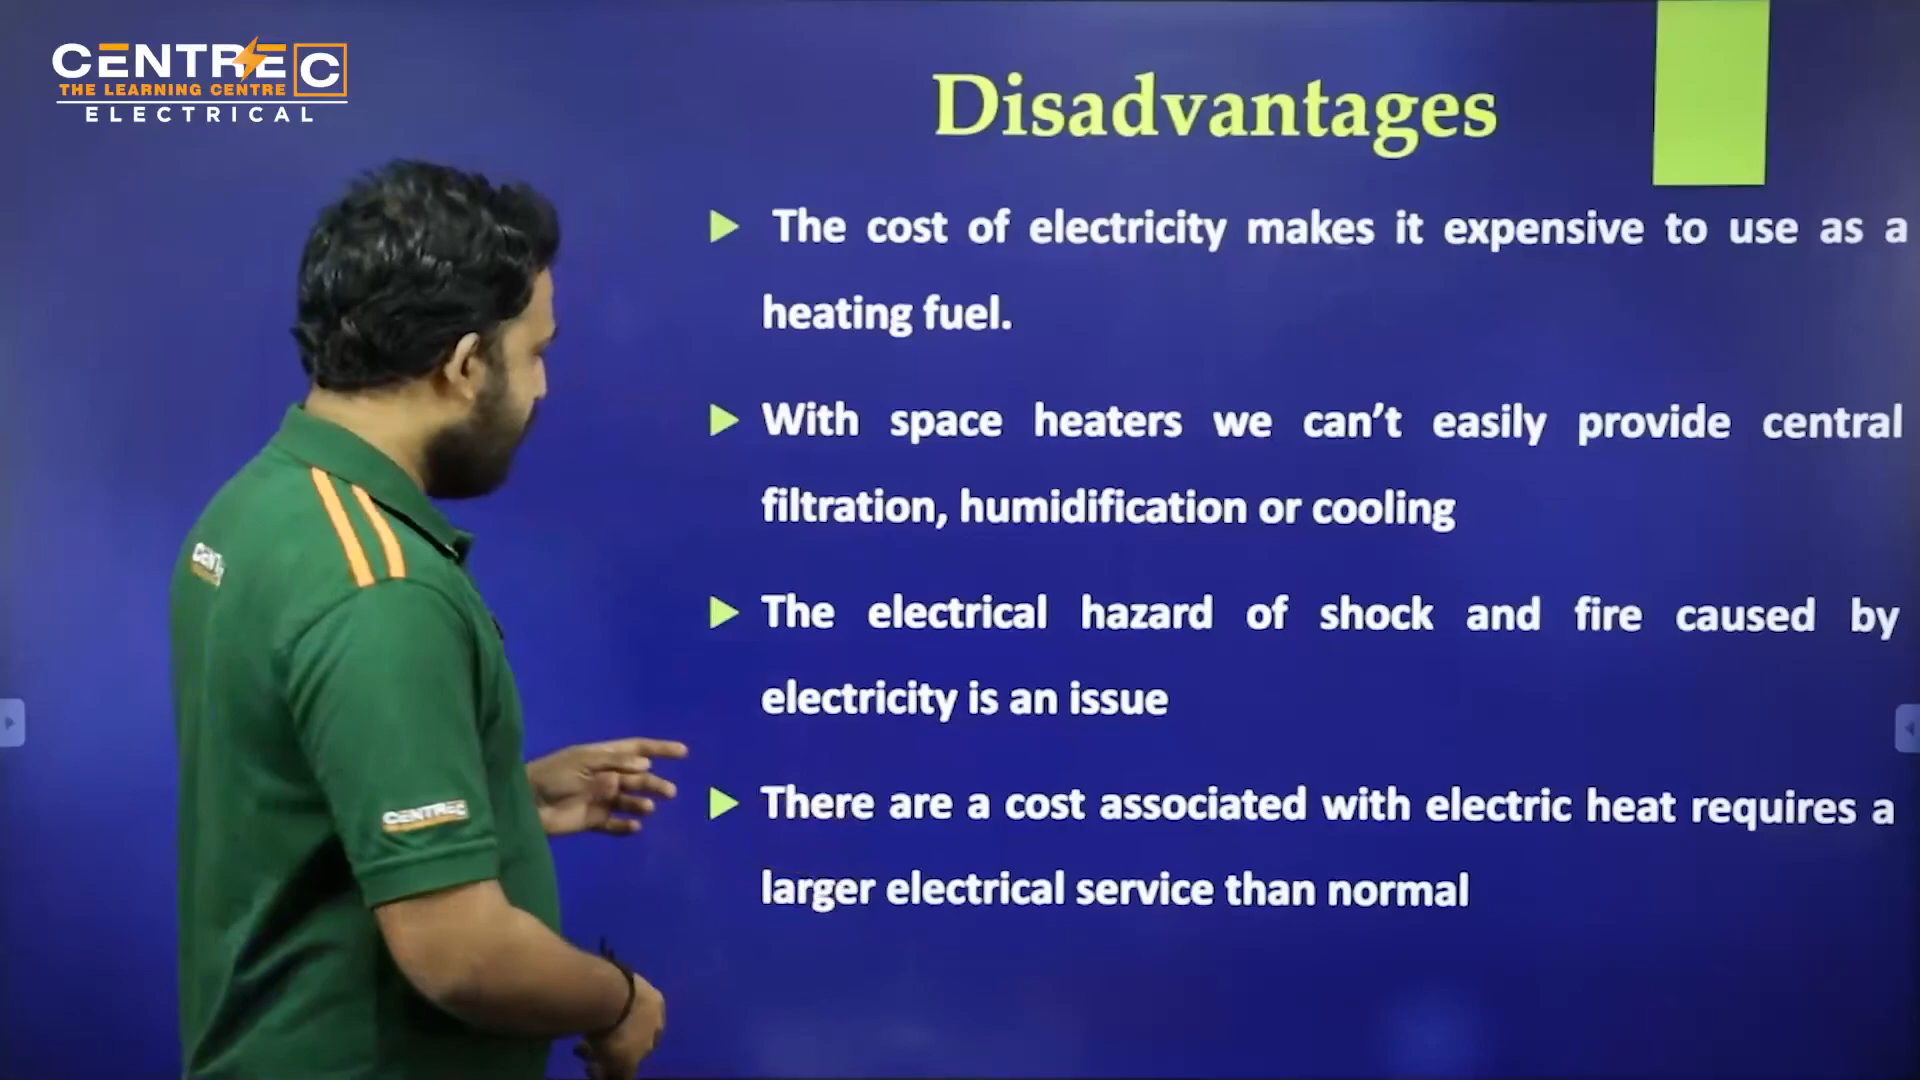 CENTRE C
THE LEARNING CENTRE
ELECTRICAL
Disadvantages
The cost of electricity makes it expensive to use as a
heating fuel.
With space heaters we can't easily provide central
filtration, humidification or cooling
The electrical hazard of shock and fire caused by
electricity is an issue
There are a cost associated with electric heat requires a
larger electrical service than normal
CENTREC